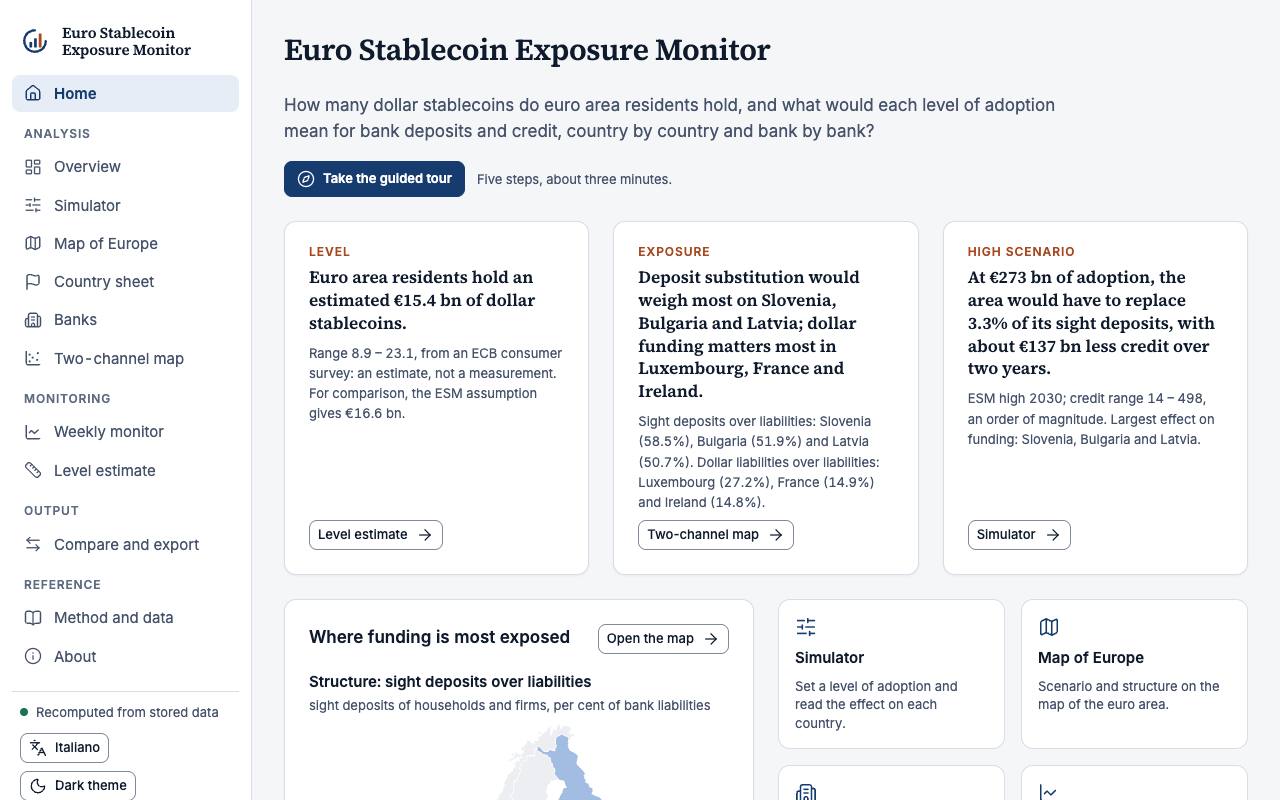 Euro Stablecoin
Exposure Monitor
Home
ANALYSIS
Overview
Simulator
Map of Europe
Country sheet
Banks
Two-channel map
MONITORING
Weekly monitor
Level estimate
OUTPUT
Compare and export
REFERENCE
Method and data
About
Recomputed from stored data
Italiano
Dark theme
Euro Stablecoin Exposure Monitor
How many dollar stablecoins do euro area residents hold, and what would each level of adoption
mean for bank deposits and credit, country by country and bank by bank?
Take the guided tour
Five steps, about three minutes.
LEVEL
Euro area residents hold an
estimated €15.4 bn of dollar
stablecoins.
Range 8.9 – 23.1, from an ECB consumer
survey: an estimate, not a measurement.
For comparison, the ESM assumption
gives €16.6 bn.
Level estimate
EXPOSURE
Deposit substitution would
weigh most on Slovenia,
Bulgaria and Latvia; dollar
funding matters most in
Luxembourg, France and
Ireland.
Sight deposits over liabilities: Slovenia
(58.5%), Bulgaria (51.9%) and Latvia
(50.7%). Dollar liabilities over liabilities:
Luxembourg (27.2%), France (14.9%)
and Ireland (14.8%).
Two-channel map
HIGH SCENARIO
At €273 bn of adoption, the
area would have to replace
3.3% of its sight deposits, with
about €137 bn less credit over
two years.
ESM high 2030; credit range 14 – 498,
an order of magnitude. Largest effect on
funding: Slovenia, Bulgaria and Latvia.
Simulator
Where funding is most exposed
Open the map
Structure: sight deposits over liabilities
sight deposits of households and firms, per cent of bank liabilities
Simulator
Set a level of adoption and
read the effect on each
country.
Map of Europe
Scenario and structure on the
map of the euro area.